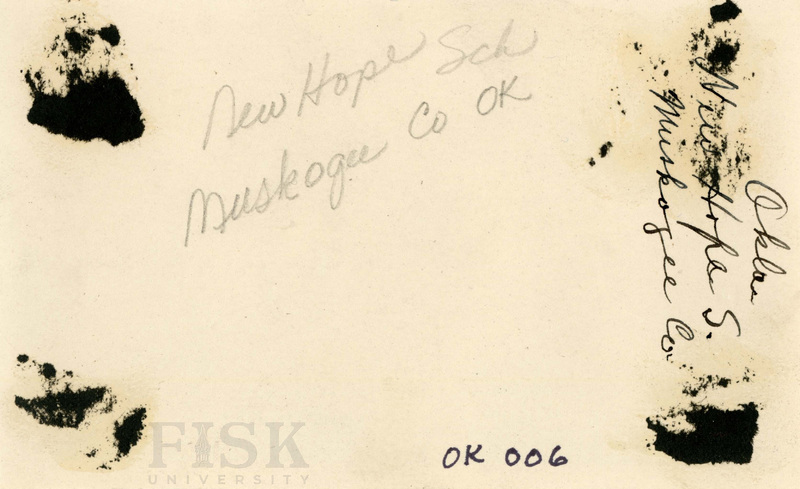 New Hope Sch
Muskogee Co OK
Okla
New Hope S.
Muskogee Co.
OK 006
FISK
UNIVERSITY